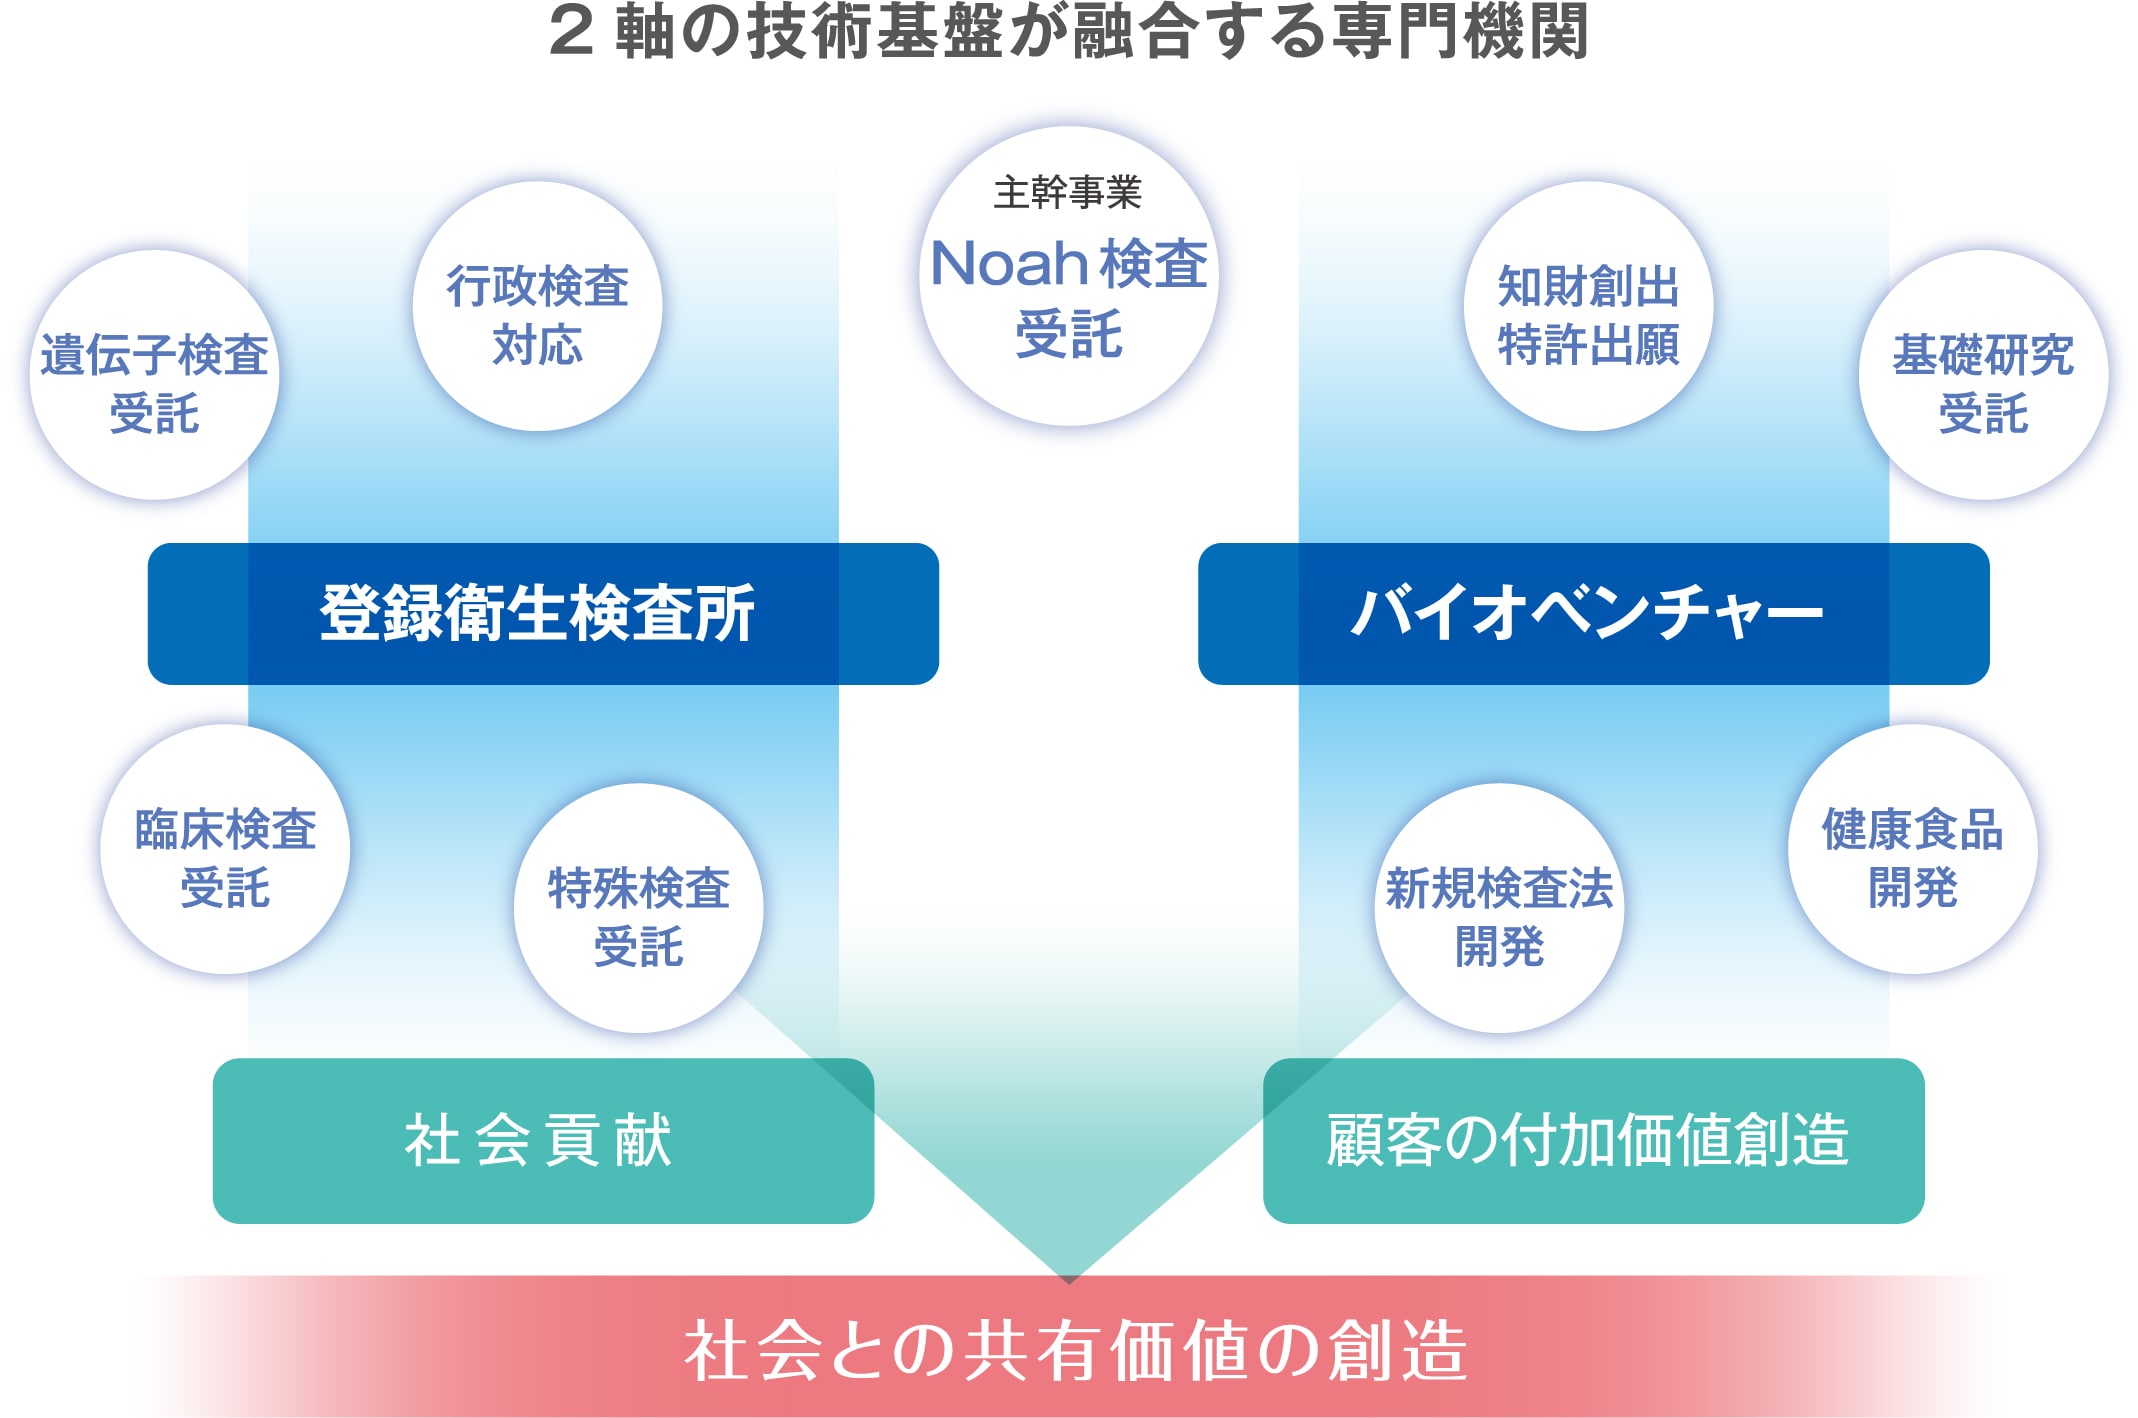 2 軸の技術基盤が融合する専門機関
主幹事業
Noah 検査
受託
行政検査
対応
知財創出
特許出願
遺伝子検査
受託
基礎研究
受託
登録衛生検査所
バイオベンチャー
臨床検査
受託
特殊検査
受託
新規検査法
開発
健康食品
開発
社会貢献
顧客の付加価値創造
社会との共有価値の創造